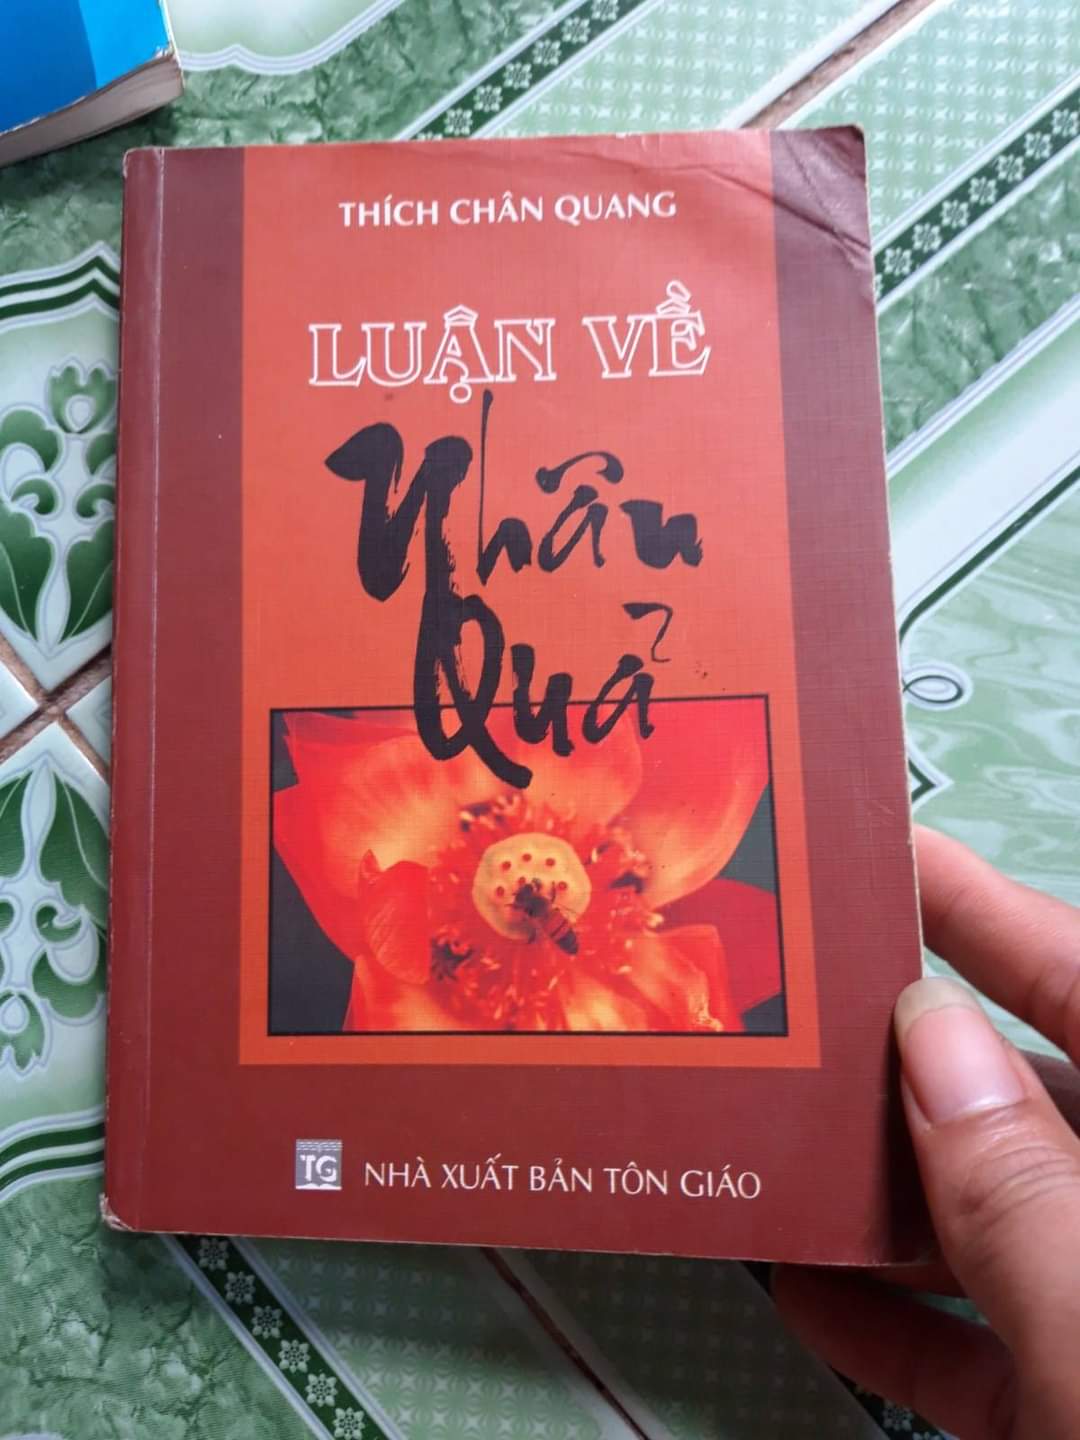 THÍCH CHÂN QUANG
LUẬN VỀ
Nhân
Quả
TG
NHÀ XUẤT BẢN TÔN GIÁO